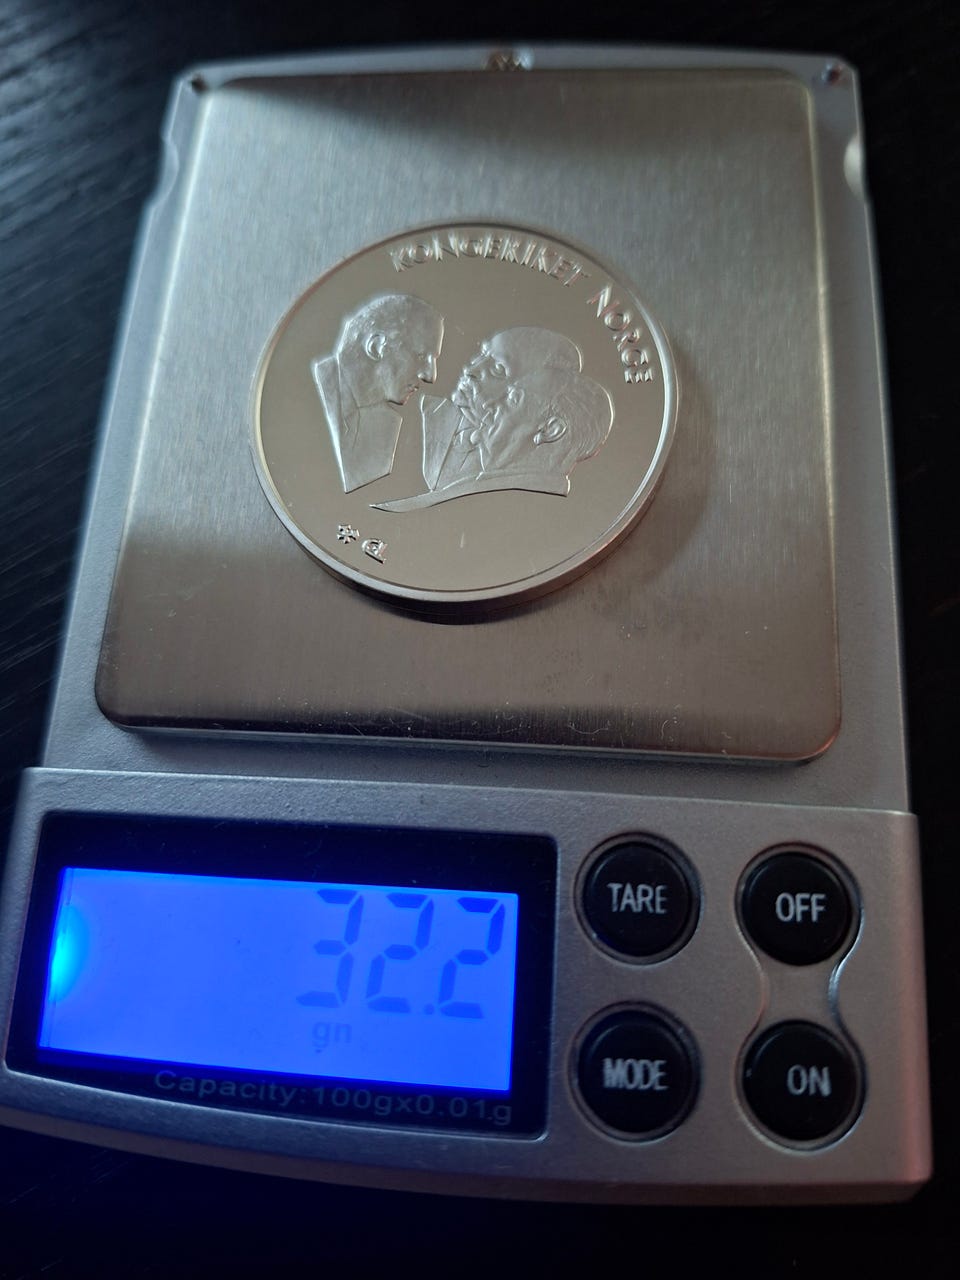 KONGERIKET NORGE
32.2
gn
Capacity:100gx0.01g
TARE
OFF
MODE
ON